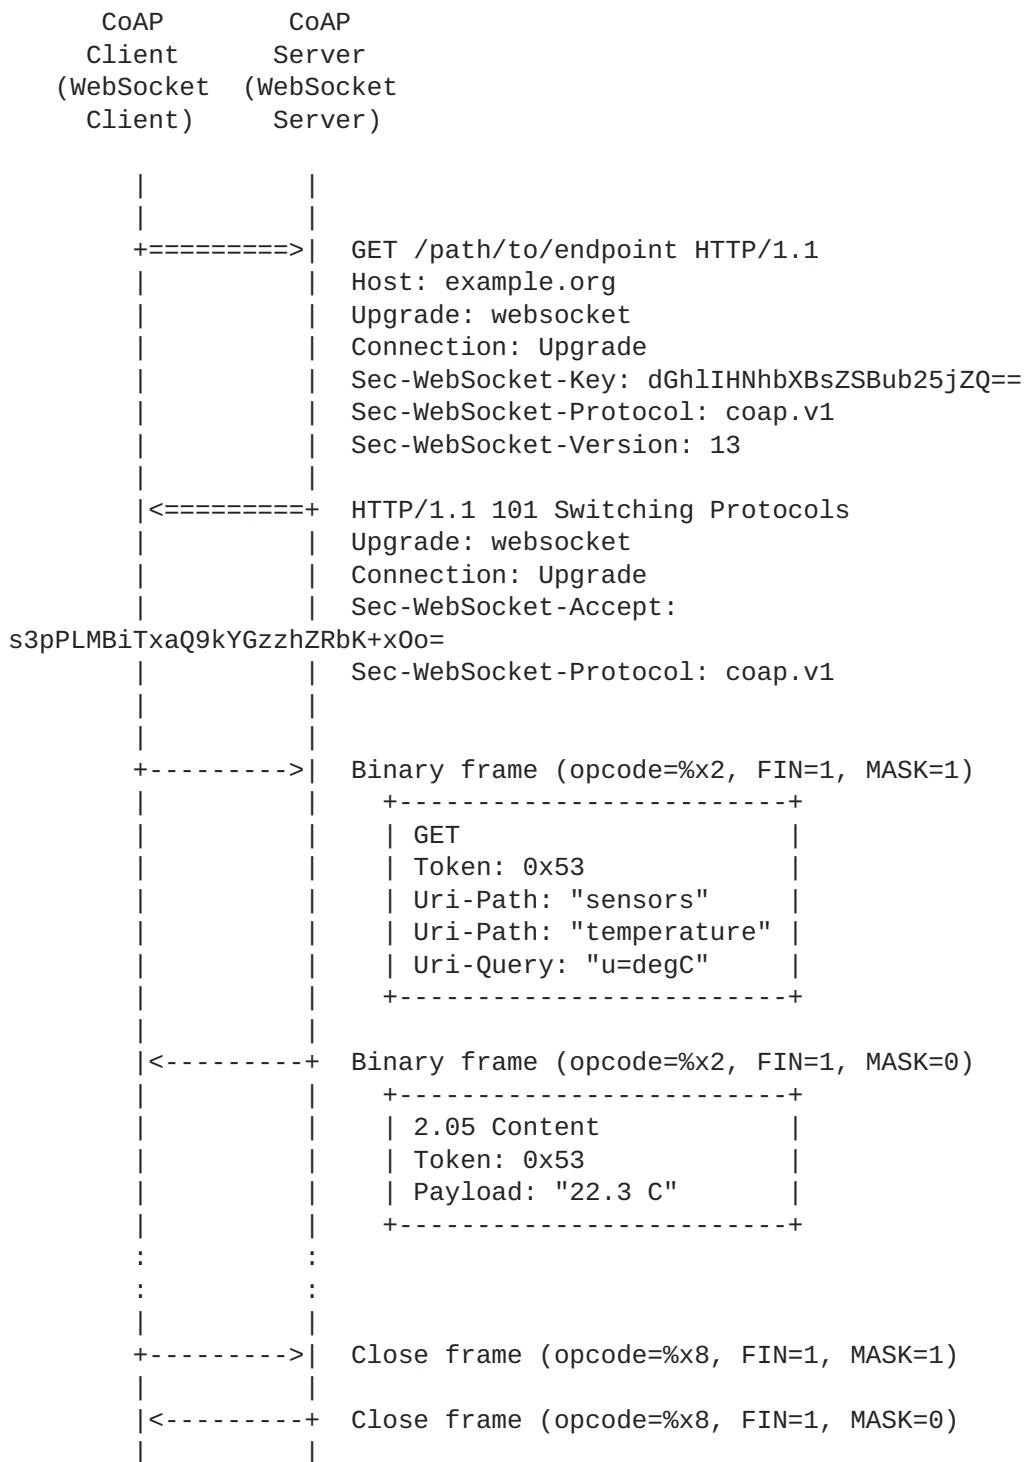 CoAP        CoAP
     Client      Server
   (WebSocket  (WebSocket
     Client)     Server)

        |          |
        |          |
        +=========>|  GET /path/to/endpoint HTTP/1.1
        |          |  Host: example.org
        |          |  Upgrade: websocket
        |          |  Connection: Upgrade
        |          |  Sec-WebSocket-Key: dGhlIHNhbXBsZSBub25jZQ==
        |          |  Sec-WebSocket-Protocol: coap.v1
        |          |  Sec-WebSocket-Version: 13
        |          |
        |<=========+  HTTP/1.1 101 Switching Protocols
        |          |  Upgrade: websocket
        |          |  Connection: Upgrade
        |          |  Sec-WebSocket-Accept:
s3pPLMBiTxaQ9kYGzzhZRbK+xOo=
        |          |  Sec-WebSocket-Protocol: coap.v1
        |          |
        |          |
        +--------->|  Binary frame (opcode=%x2, FIN=1, MASK=1)
        |          |    +-------------------------+
        |          |    | GET                     |
        |          |    | Token: 0x53             |
        |          |    | Uri-Path: "sensors"     |
        |          |    | Uri-Path: "temperature" |
        |          |    | Uri-Query: "u=degC"     |
        |          |    +-------------------------+
        |          |
        |<---------+  Binary frame (opcode=%x2, FIN=1, MASK=0)
        |          |    +-------------------------+
        |          |    | 2.05 Content            |
        |          |    | Token: 0x53             |
        |          |    | Payload: "22.3 C"       |
        |          |    +-------------------------+
        :          :
        :          :
        |          |
        +--------->|  Close frame (opcode=%x8, FIN=1, MASK=1)
        |          |
        |<---------+  Close frame (opcode=%x8, FIN=1, MASK=0)
        |          |